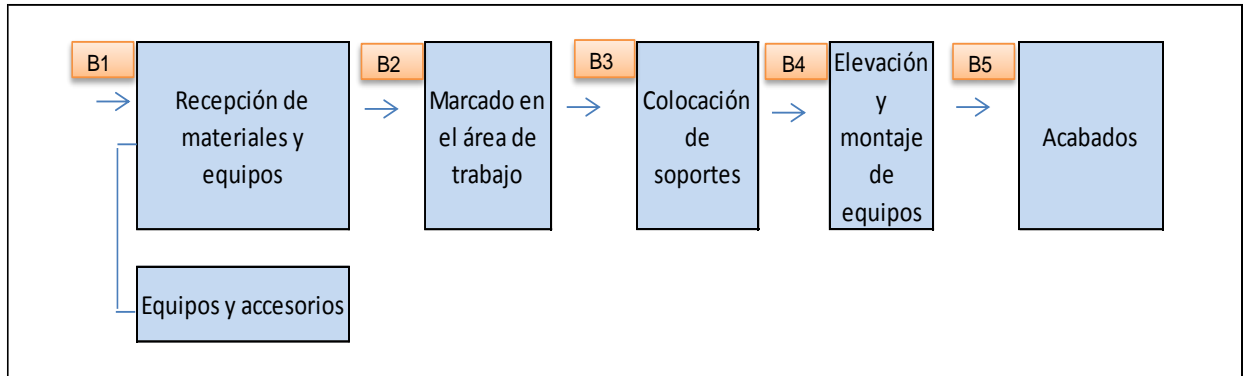 B1
Recepción de
materiales y
equipos
B2
Marcado en
el área de
trabajo
B3
Colocación
de
soportes
B4
Elevación
y
montaje
de
equipos
B5
Acabados
Equipos y accesorios